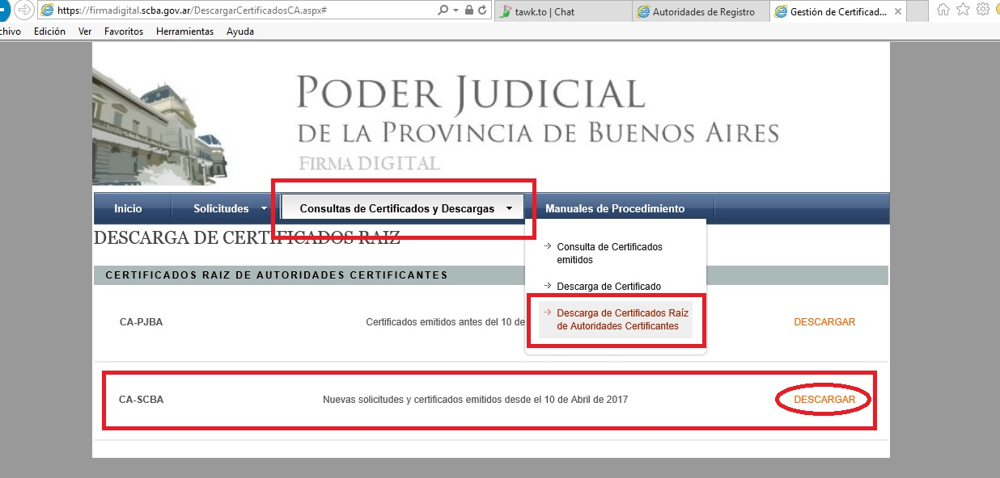 https://firmadigital.scba.gov.ar/DescargarCertificadosCA.aspx#
tawk.to | Chat
Autoridades de Registro
Gestión de Certificad...
chivo Edición Ver Favoritos Herramientas Ayuda
PODER JUDICIAL
DE LA PROVINCIA DE BUENOS AIRES
FIRMA DIGITAL
Inicio Solicitudes Consultas de Certificados y Descargas Manuales de Procedimiento
DESCARGA DE CERTIFICADOS RAIZ
Consulta de Certificados
emitidos
Descarga de Certificado
Descarga de Certificados Raíz
de Autoridades Certificantes
CERTIFICADOS RAIZ DE AUTORIDADES CERTIFICANTES
CA-PJBA Certificados emitidos antes del 10 de DESCARGAR
CA-SCBA Nuevas solicitudes y certificados emitidos desde el 10 de Abril de 2017 DESCARGAR